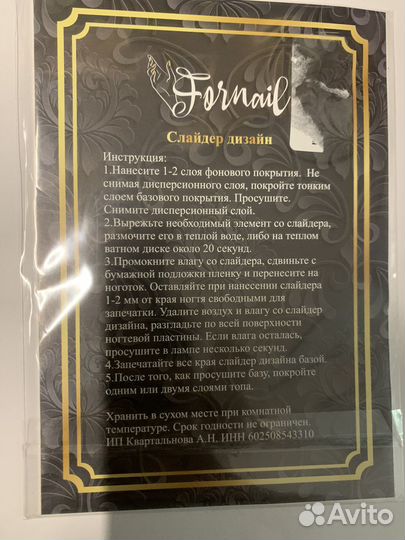 Fornail
Слайдер дизайн
Инструкция:
1.Нанесите 1-2 слоя фонового покрытия. Не
снимая дисперсионного слоя, покройте тонким
слоем базового покрытия. Просушите.
Снимите дисперсионный слой.
2.Вырежьте необходимый элемент со слайдера,
размочите его в теплой воде, либо на теплом
ватном диске около 20 секунд.
3.Промокните влагу со слайдера, сдвиньте с
бумажной подложки пленку и перенесите на
ноготок. Оставляйте при нанесении слайдера
1-2 мм от края ногтя свободными для
запечатки. Удалите воздух и влагу со слайдер
дизайна, разгладьте по всей поверхности
ногтевой пластины. Если влага осталась,
просушите в лампе несколько секунд.
4.Запечатайте все края слайдер дизайна базой.
5.После того, как просушите базу, покройте
одним или двумя слоями топа.
Хранить в сухом месте при комнатной
температуре. Срок годности не ограничен.
ИП Квартальнова А.Н. ИНН 602508543310
Avito